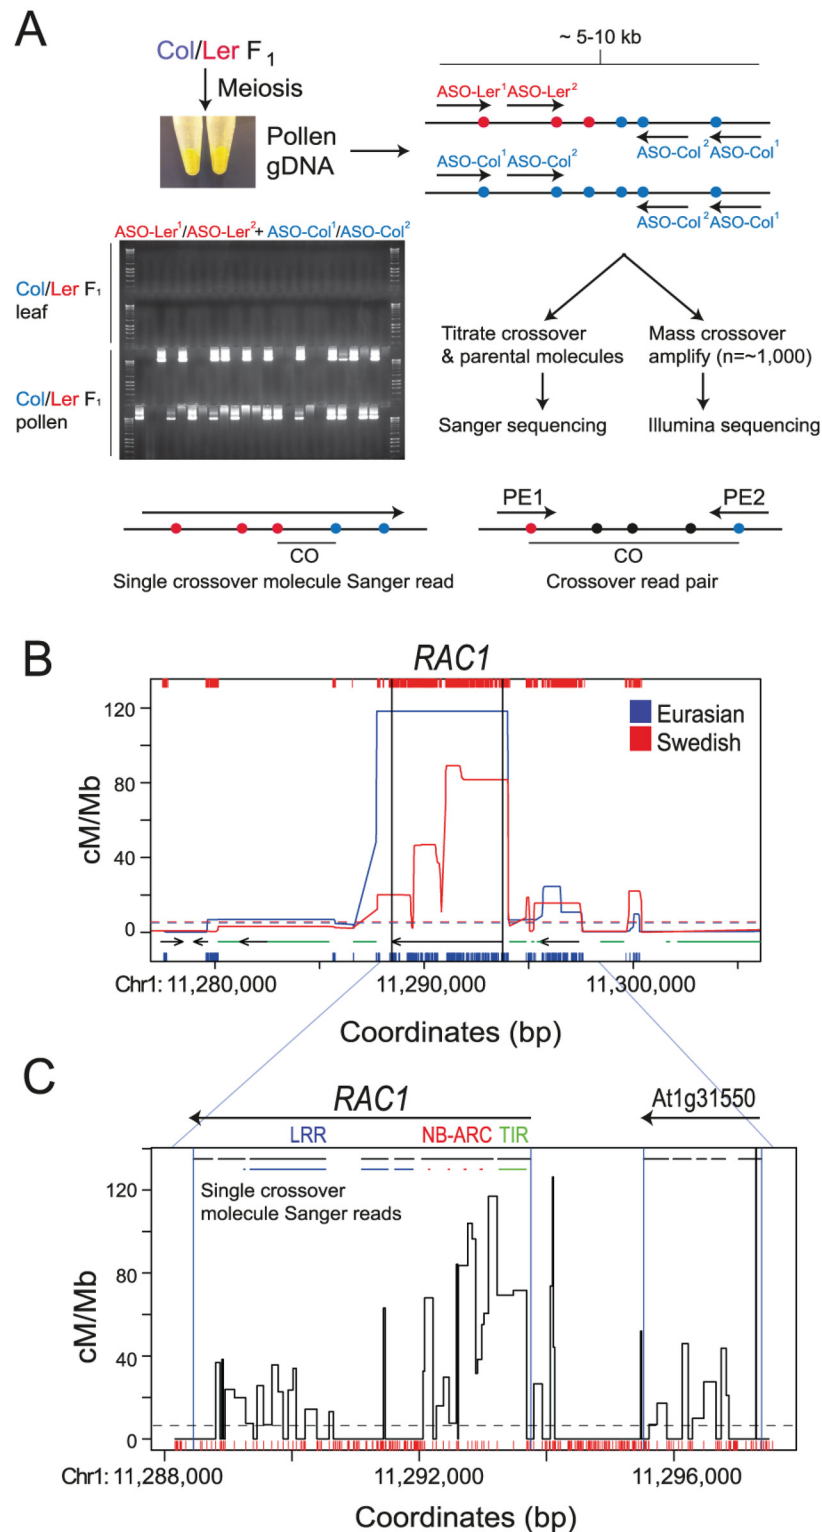 A
Col/Ler F1
Meiosis
Pollen
gDNA
~ 5-10 kb
ASO-Ler1 ASO-Ler2
ASO-Col2 ASO-Col1
ASO-Col1 ASO-Col2
ASO-Col2 ASO-Col1
ASO-Ler1/ASO-Ler2+ ASO-Col1/ASO-Col2
Col/Ler F1
leaf
Col/Ler F1
pollen
Titrate crossover
& parental molecules
Mass crossover
amplify (n=~1,000)
Sanger sequencing
Illumina sequencing
CO
Single crossover molecule Sanger read
PE1
PE2
CO
Crossover read pair
B
RAC1
Eurasian
Swedish
cM/Mb
120
80
40
0
Chr1: 11,280,000
11,290,000
11,300,000
Coordinates (bp)
C
RAC1
At1g31550
LRR
NB-ARC
TIR
Single crossover
molecule Sanger reads
cM/Mb
120
80
40
0
Chr1: 11,288,000
11,292,000
11,296,000
Coordinates (bp)